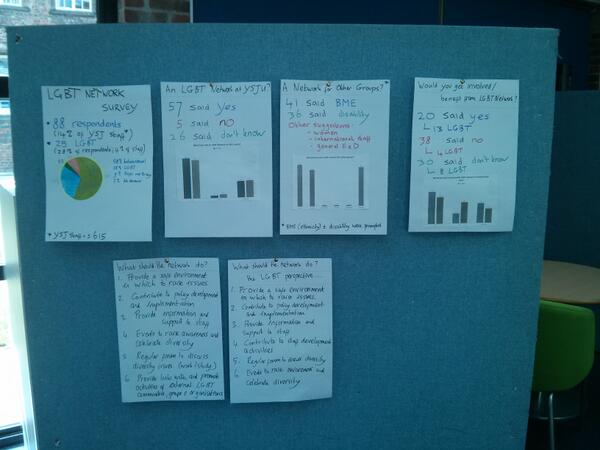 LGBT NETWORK
SURVEY
88 respondents
(14% of YSJ staff*)
25 LGBT
(28% of respondents, 4% of staff)
* YSJ staff = 615
An LGBT Network at YSJU?
57 said yes
5 said no
26 said don't know
A Network for Other Groups?*
41 said BME
36 said disability
Other suggestions:
- women
- international staff
- general E&D
* BME (ethnicity) + disability were prompted
Would you get involved/
benefit from LGBT Network?
20 said yes
13 LGBT
38 said no
4 LGBT
30 said don't know
8 LGBT
What should the network do?
1. Provide a safe environment
in which to raise issues
2. Contribute to policy development
and implementation
3. Provide information and
support to staff
4. Events to raise awareness and
celebrate diversity
5. Regular forum to discuss
diversity issues (work/study)
6. Provide links with, and promote
activities of external LGBT
communities, groups & organisations
What should the network do?
the LGBT perspective...
1. Provide a safe environment
in which to raise issues
2. Contribute to policy development
and implementation
3. Provide information and
support to staff
4. Contribute to staff development
activities
5. Regular forum to discuss diversity
6. Events to raise awareness and
celebrate diversity